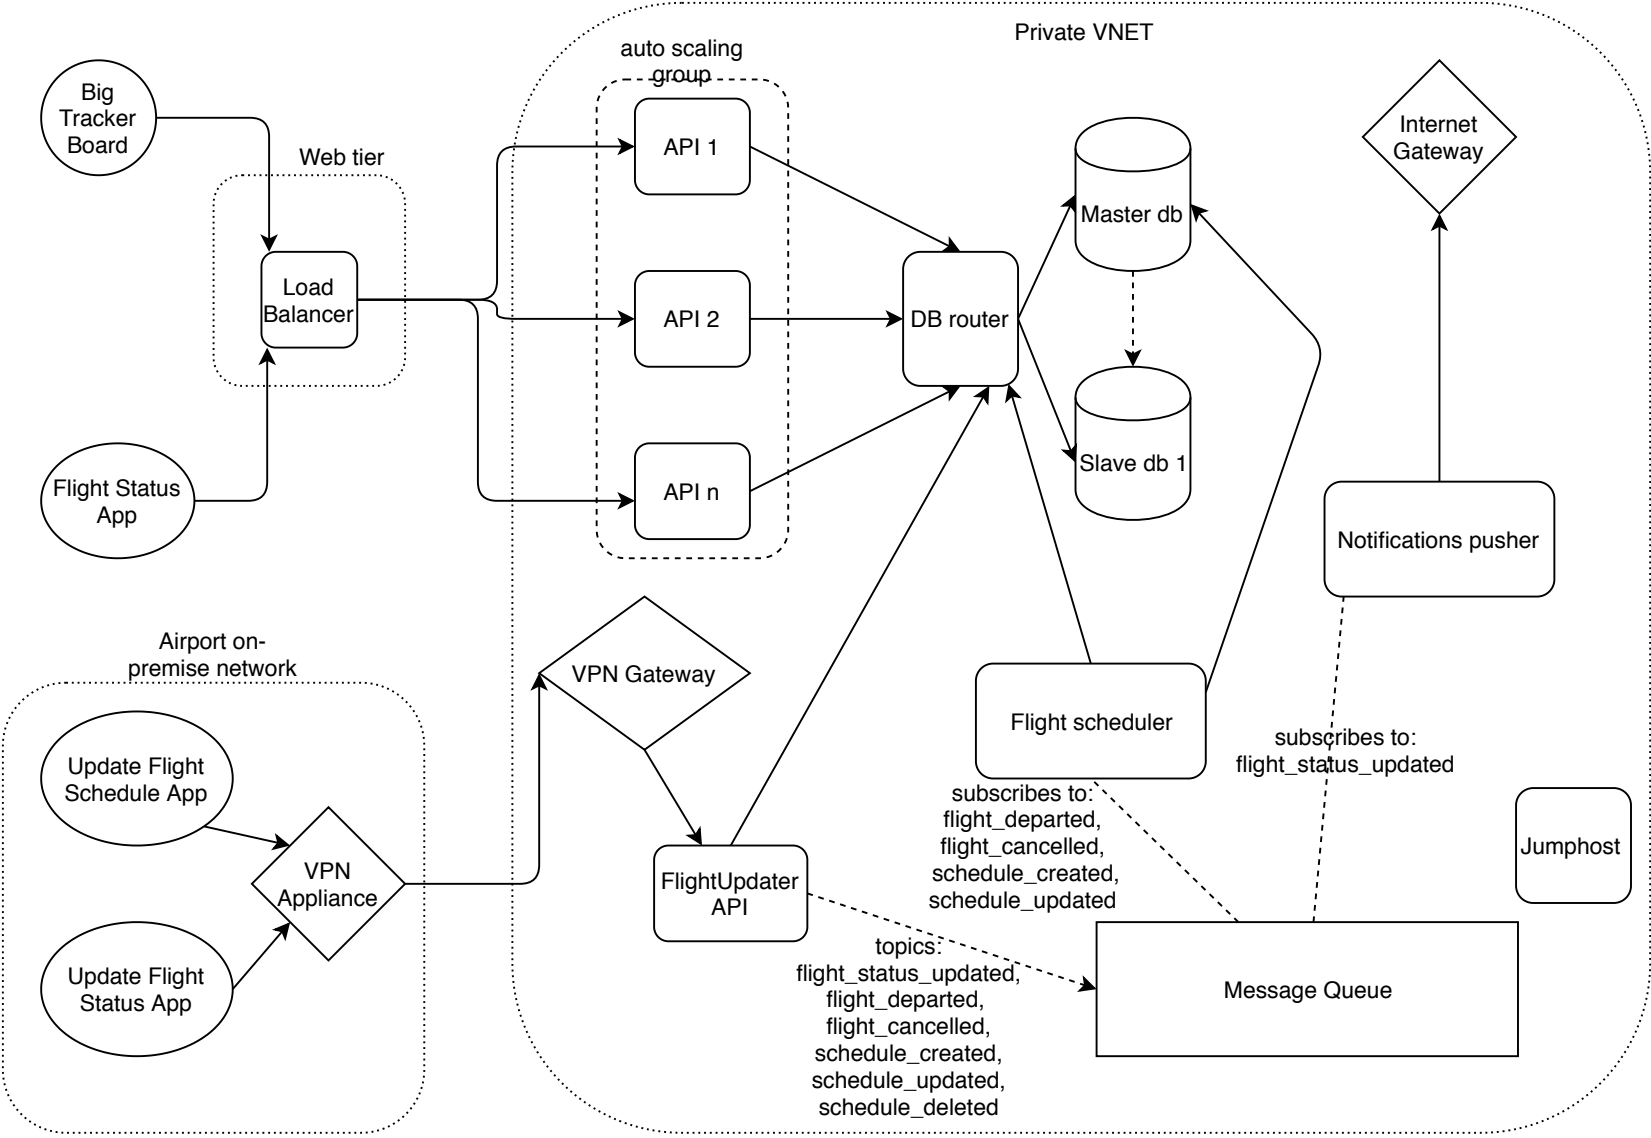 Private VNET
auto scaling
group
Big
Tracker
Board
Web tier
Load
Balancer
Flight Status
App
API 1
API 2
API n
DB router
Master db
Slave db 1
Internet
Gateway
Notifications pusher
Airport on-
premise network
Update Flight
Schedule App
VPN
Appliance
Update Flight
Status App
VPN Gateway
FlightUpdater
API
Flight scheduler
subscribes to:
flight_departed,
flight_cancelled,
schedule_created,
schedule_updated
subscribes to:
flight_status_updated
Jumphost
topics:
flight_status_updated,
flight_departed,
flight_cancelled,
schedule_created,
schedule_updated,
schedule_deleted
Message Queue